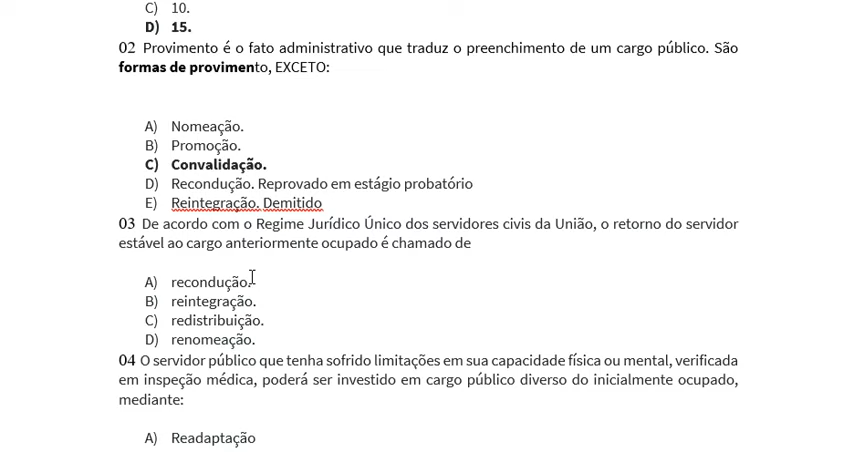 C) 10.
D) 15.
02 Provimento é o fato administrativo que traduz o preenchimento de um cargo público. São
formas de provimento, EXCETO:
A) Nomeação.
B) Promoção.
C) Convalidação.
D) Recondução. Reprovado em estágio probatório
E) Reintegração. Demitido
03 De acordo com o Regime Jurídico Único dos servidores civis da União, o retorno do servidor
estável ao cargo anteriormente ocupado é chamado de
A) recondução.
B) reintegração.
C) redistribuição.
D) renomeação.
04 O servidor público que tenha sofrido limitações em sua capacidade física ou mental, verificada
em inspeção médica, poderá ser investido em cargo público diverso do inicialmente ocupado,
mediante:
A) Readaptação